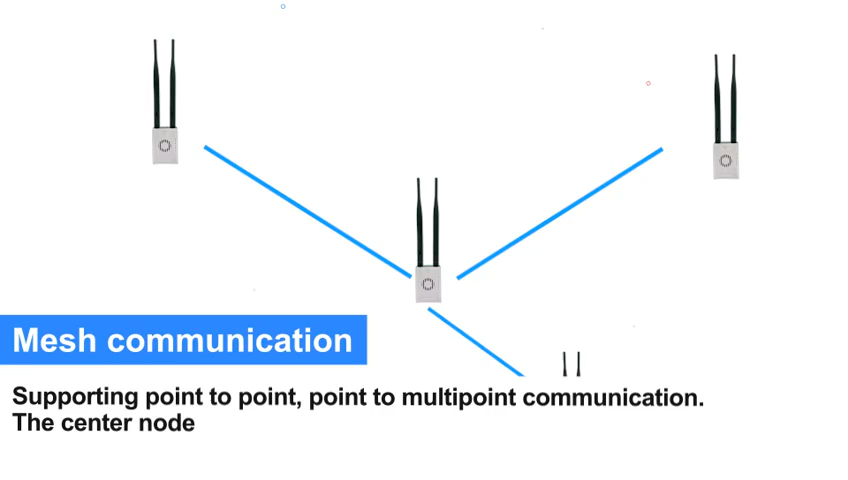 Mesh communication
Supporting point to point, point to multipoint communication.
The center node